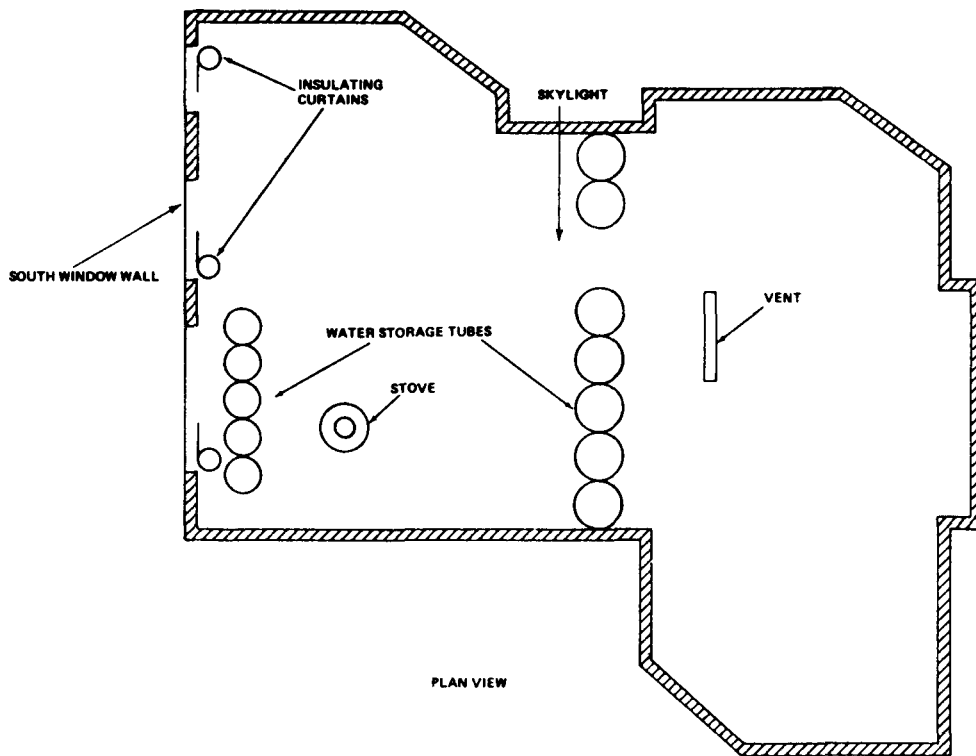 INSULATING
CURTAINS
SKYLIGHT
SOUTH WINDOW WALL
VENT
WATER STORAGE TUBES
STOVE
PLAN VIEW